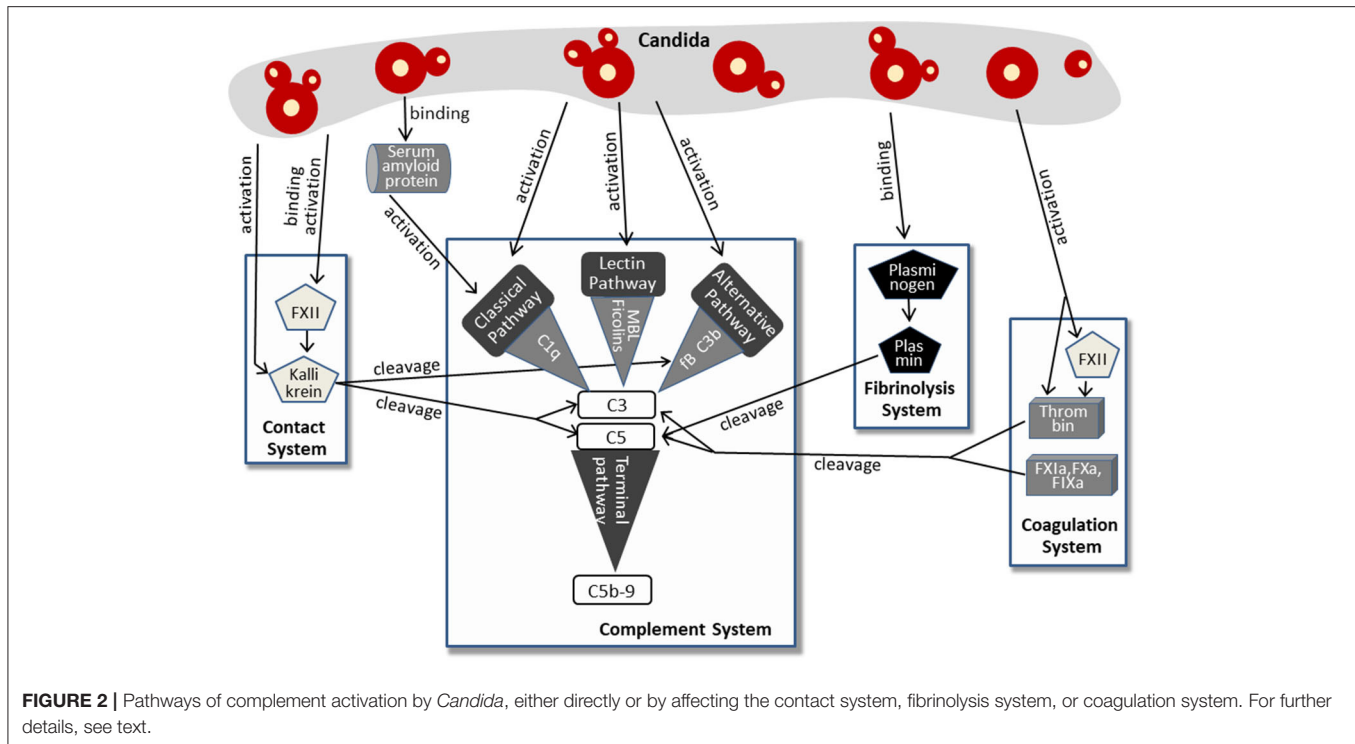 Candida
binding
Serum
amyloid
protein
activation
binding
activation
activation
activation
activation
activation
binding
activation
Classical
Pathway
C1q
Lectin
Pathway
MBL
Ficolins
Alternative
Pathway
fB C3b
FXII
Kalli
krein
Contact
System
cleavage
cleavage
C3
C5
Terminal
pathway
C5b-9
Complement System
Plasmi
nogen
Plas
min
Fibrinolysis
System
cleavage
FXII
Throm
bin
FXIa,FXa,
FIXa
Coagulation
System
cleavage
FIGURE 2 | Pathways of complement activation by Candida, either directly or by affecting the contact system, fibrinolysis system, or coagulation system. For further
details, see text.